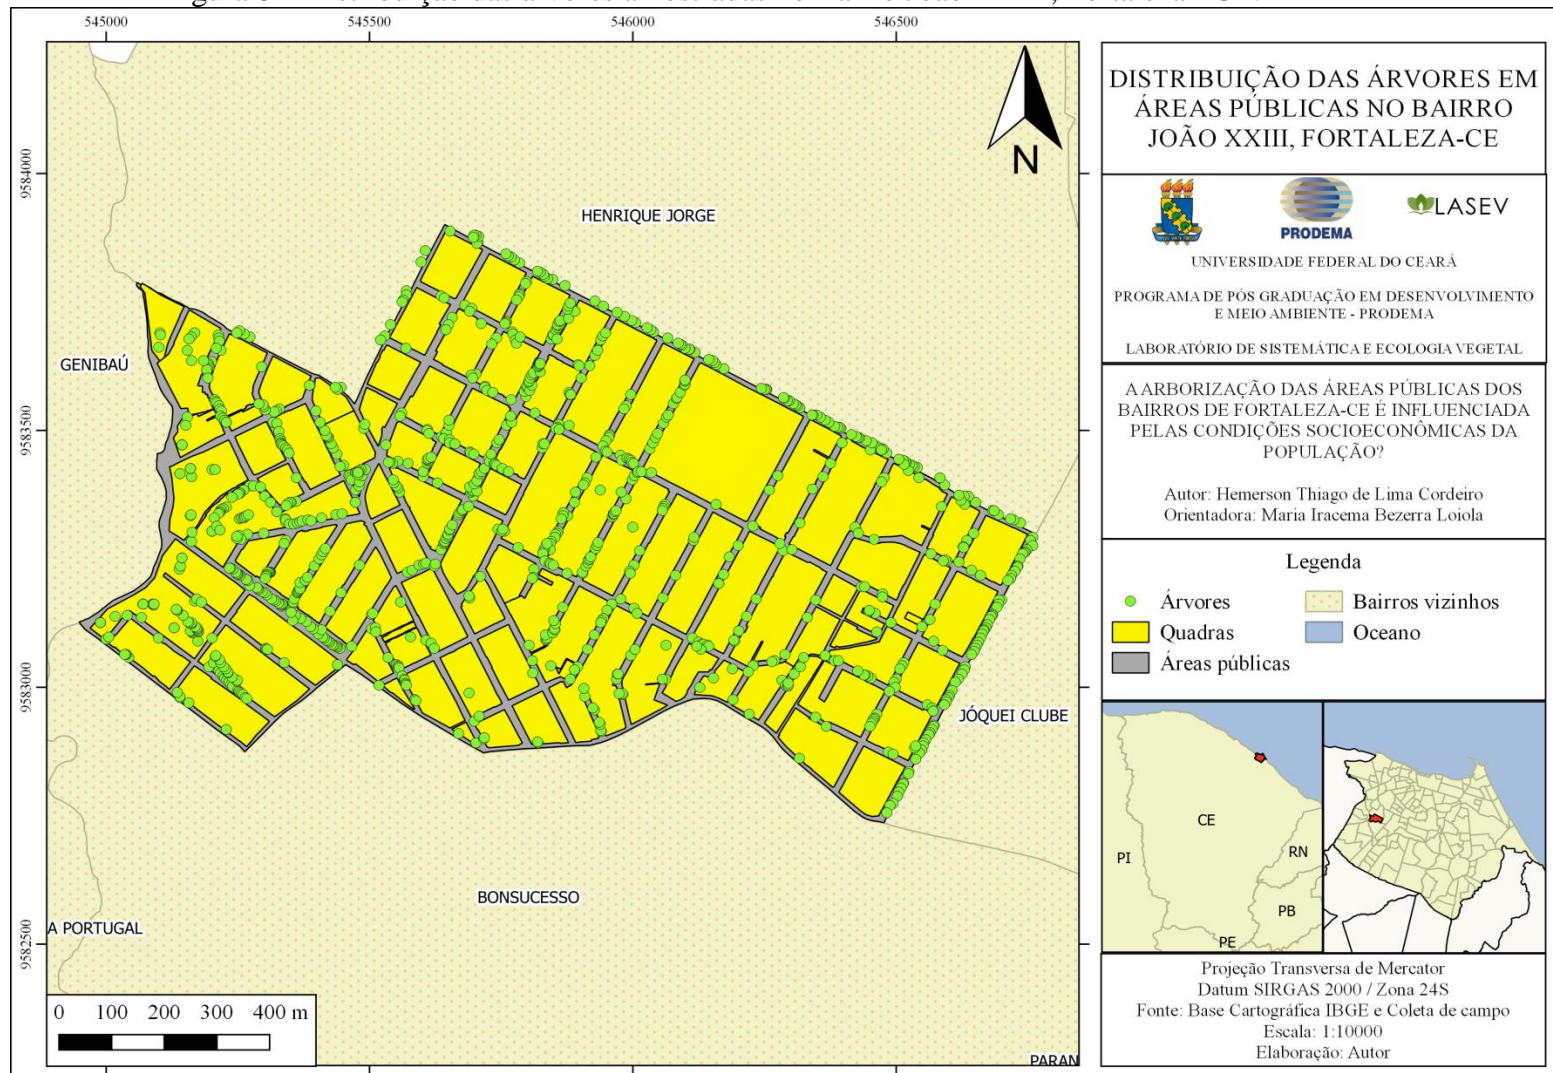 545000
545500
546000
546500
9584000
9583500
9583000
9582500
HENRIQUE JORGE
GENIBAÚ
JÓQUEI CLUBE
BONSUCESSO
A PORTUGAL
PARAN
N
0 100 200 300 400 m
DISTRIBUIÇÃO DAS ÁRVORES EM
ÁREAS PÚBLICAS NO BAIRRO
JOÃO XXIII, FORTALEZA-CE
PRODEMA
LASEV
UNIVERSIDADE FEDERAL DO CEARÁ
PROGRAMA DE PÓS GRADUAÇÃO EM DESENVOLVIMENTO
E MEIO AMBIENTE - PRODEMA
LABORATÓRIO DE SISTEMÁTICA E ECOLOGIA VEGETAL
A ARBORIZAÇÃO DAS ÁREAS PÚBLICAS DOS
BAIRROS DE FORTALEZA-CE É INFLUENCIADA
PELAS CONDIÇÕES SOCIOECONÔMICAS DA
POPULAÇÃO?
Autor: Hemerson Thiago de Lima Cordeiro
Orientadora: Maria Iracema Bezerra Loiola
Legenda
Árvores
Bairros vizinhos
Quadras
Oceano
Áreas públicas
CE
PI
RN
PB
PE
Projeção Transversa de Mercator
Datum SIRGAS 2000 / Zona 24S
Fonte: Base Cartográfica IBGE e Coleta de campo
Escala: 1:10000
Elaboração: Autor